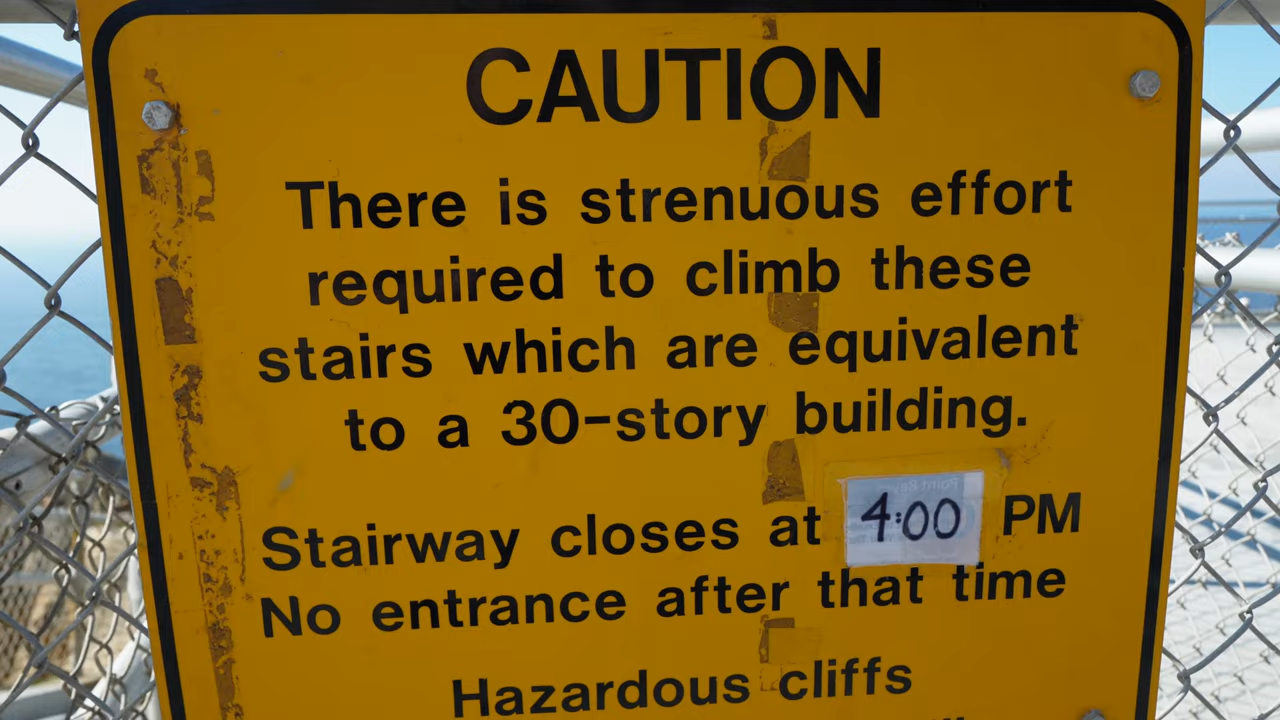 CAUTION
There is strenuous effort
required to climb these
stairs which are equivalent
to a 30-story building.
Stairway closes at 4:00 PM
No entrance after that time
Hazardous cliffs